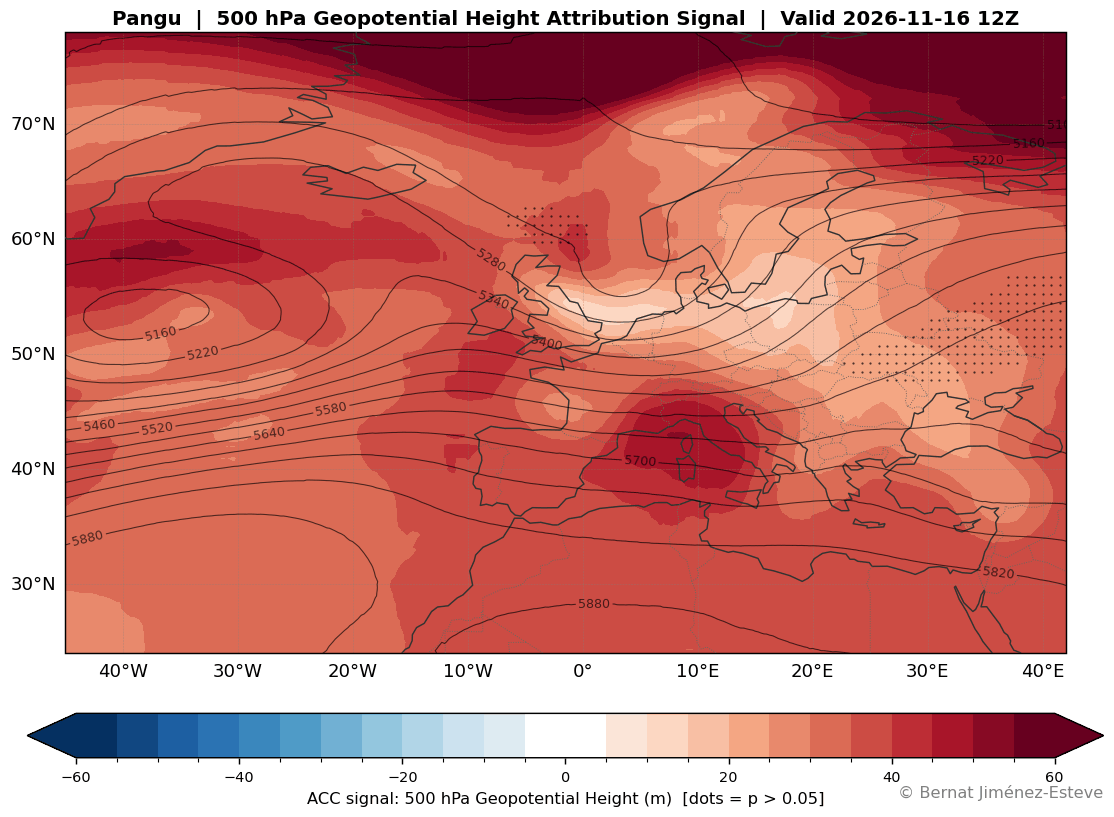 Pangu | 500 hPa Geopotential Height Attribution Signal | Valid 2026-11-16 12Z
70°N
60°N
50°N
40°N
30°N
5160
5220
5280
5340
5400
5160
5220
5580
5460
5520
5640
5700
5880
5820
5880
40°W
30°W
20°W
10°W
0°
10°E
20°E
30°E
40°E
−60
−40
−20
0
20
40
60
ACC signal: 500 hPa Geopotential Height (m) [dots = p > 0.05]
© Bernat Jiménez-Esteve